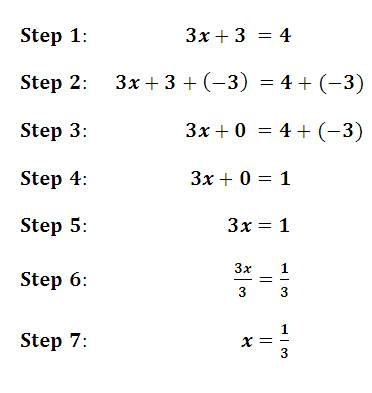 Step 1: 3x + 3 = 4
Step 2: 3x + 3 + (−3) = 4 + (−3)
Step 3: 3x + 0 = 4 + (−3)
Step 4: 3x + 0 = 1
Step 5: 3x = 1
Step 6: 3x/3 = 1/3
Step 7: x = 1/3